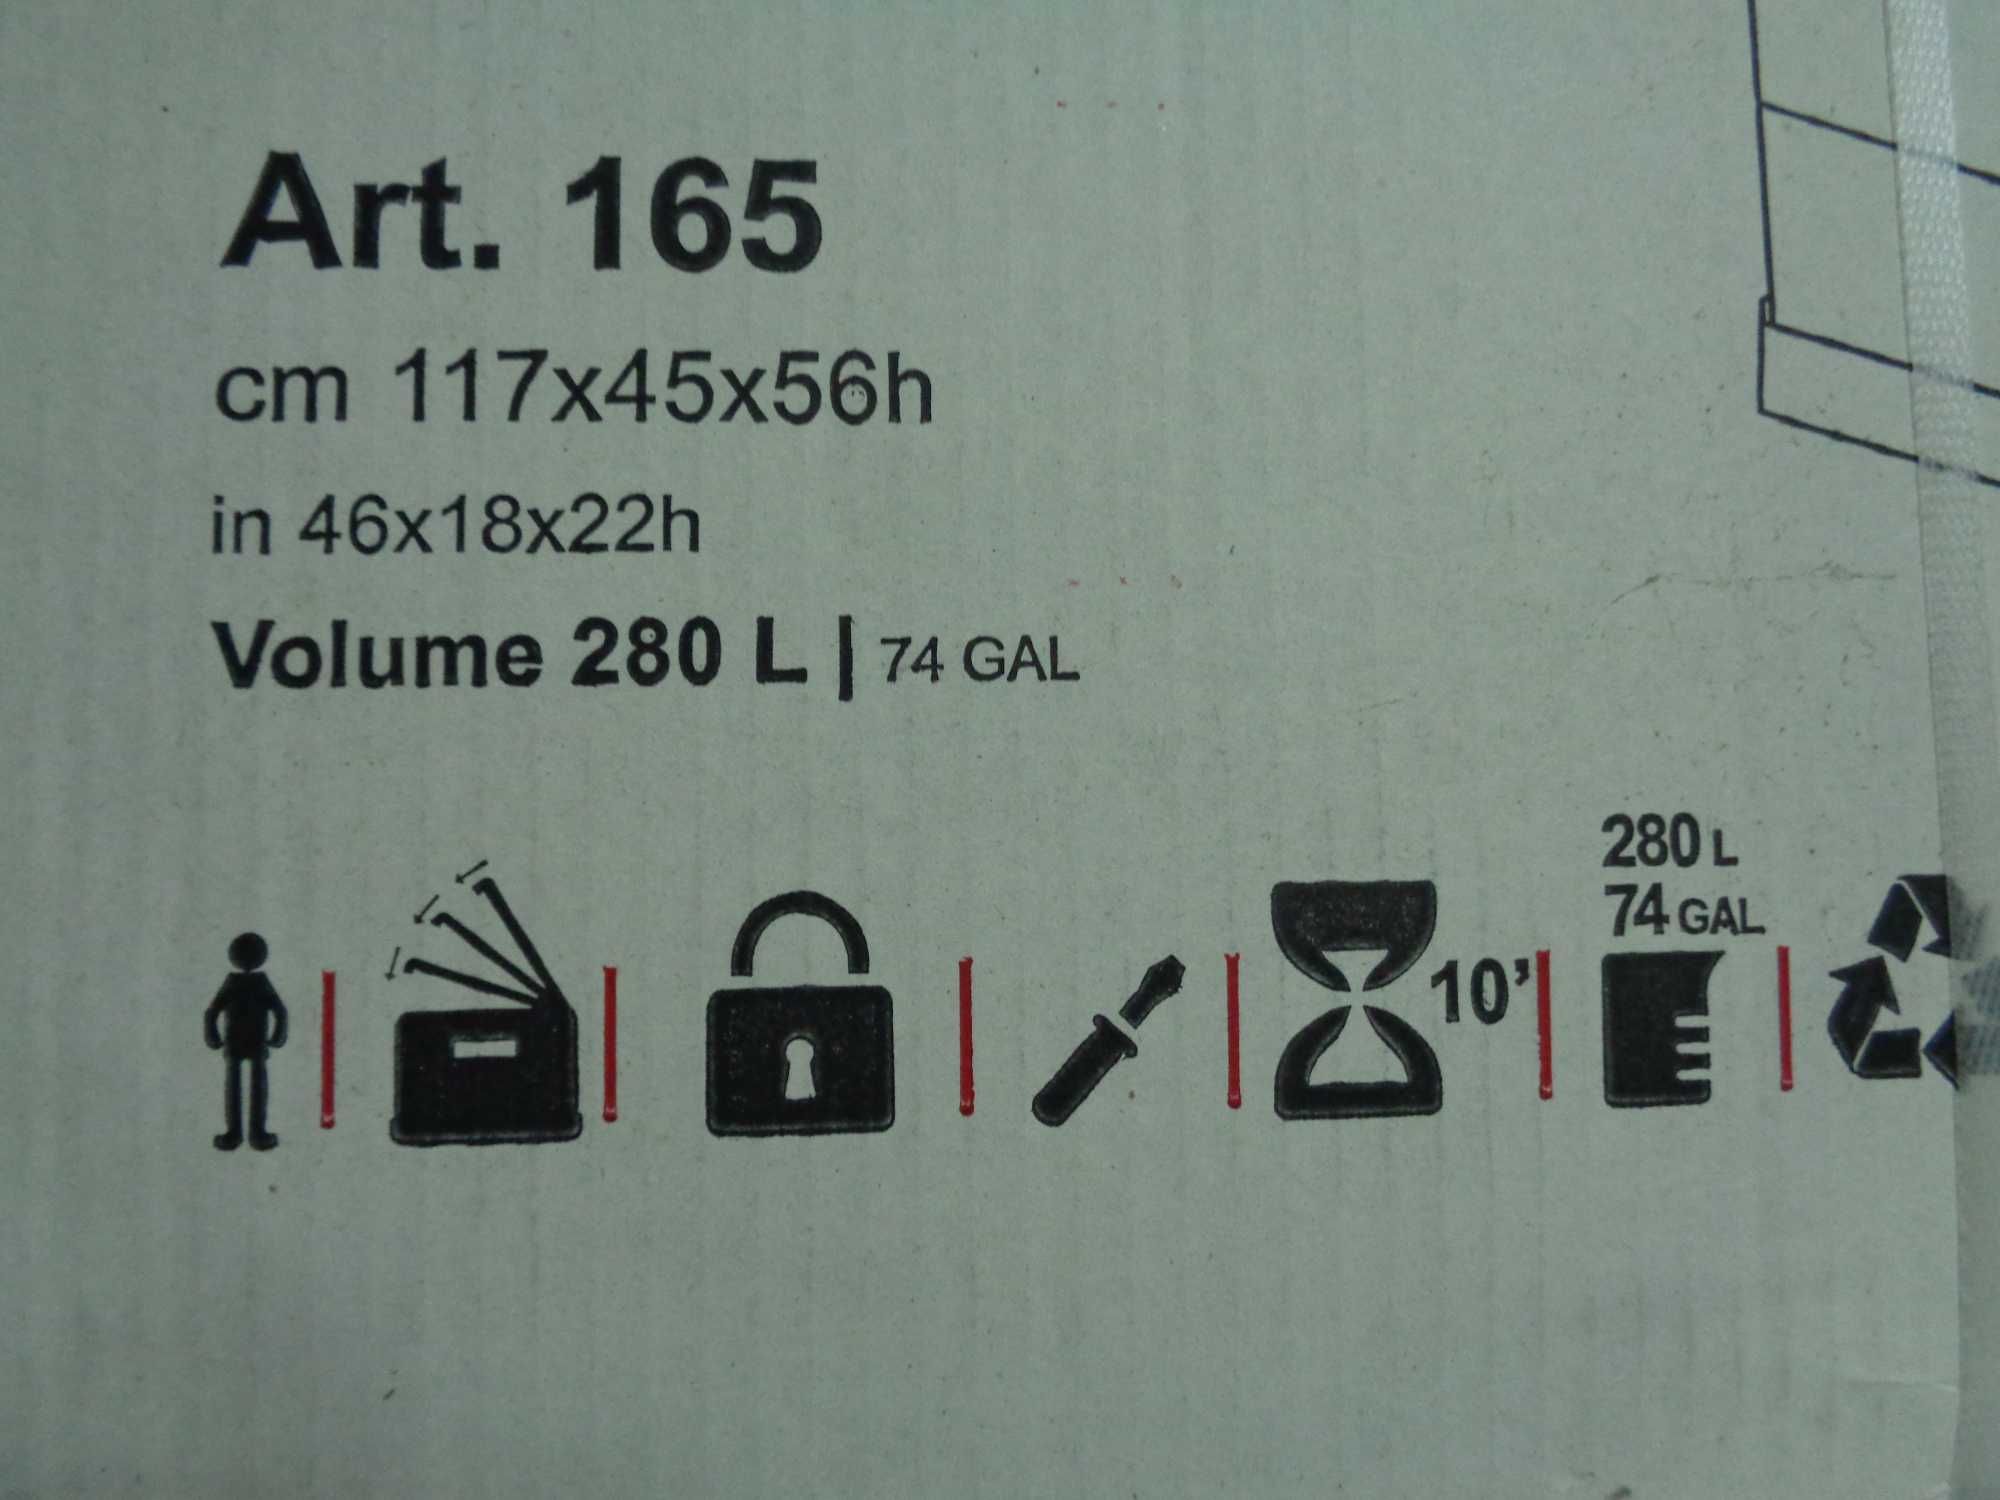 Art. 165
cm 117x45x56h
in 46x18x22h
Volume 280 L | 74 GAL
10’
280 L
74 GAL